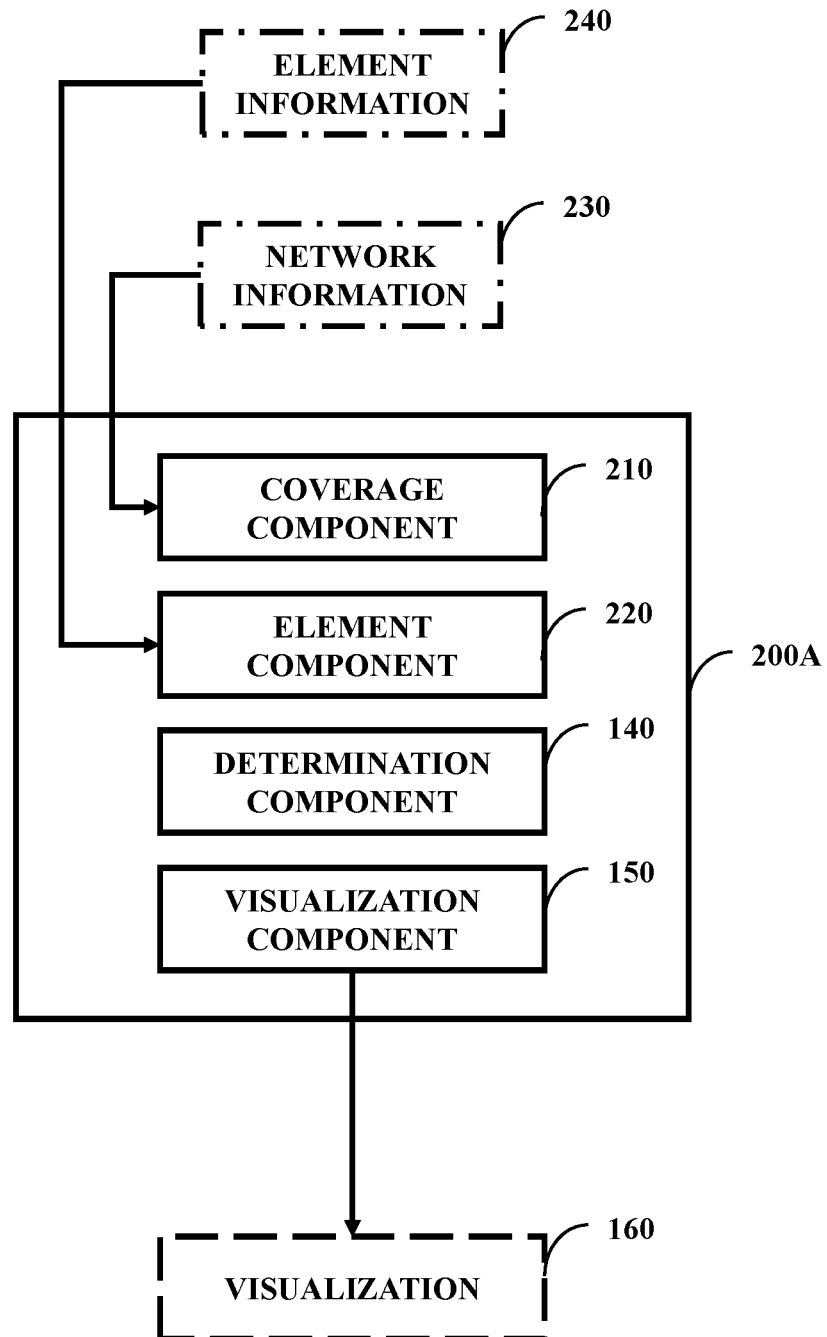 240
ELEMENT
INFORMATION
230
NETWORK
INFORMATION
210
COVERAGE
COMPONENT
220
ELEMENT
COMPONENT
200A
140
DETERMINATION
COMPONENT
150
VISUALIZATION
COMPONENT
160
VISUALIZATION